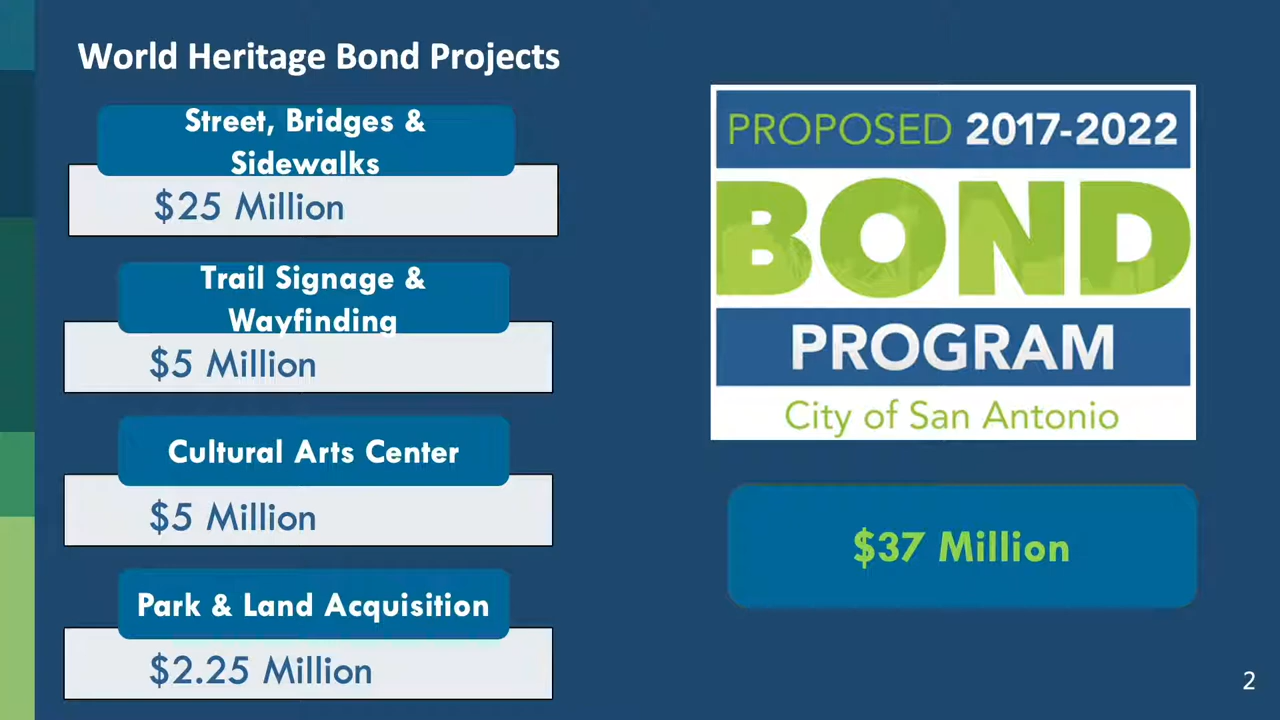 World Heritage Bond Projects
Street, Bridges &
Sidewalks
$25 Million
Trail Signage &
Wayfinding
$5 Million
Cultural Arts Center
$5 Million
Park & Land Acquisition
$2.25 Million
PROPOSED 2017-2022
BOND
PROGRAM
City of San Antonio
$37 Million
2